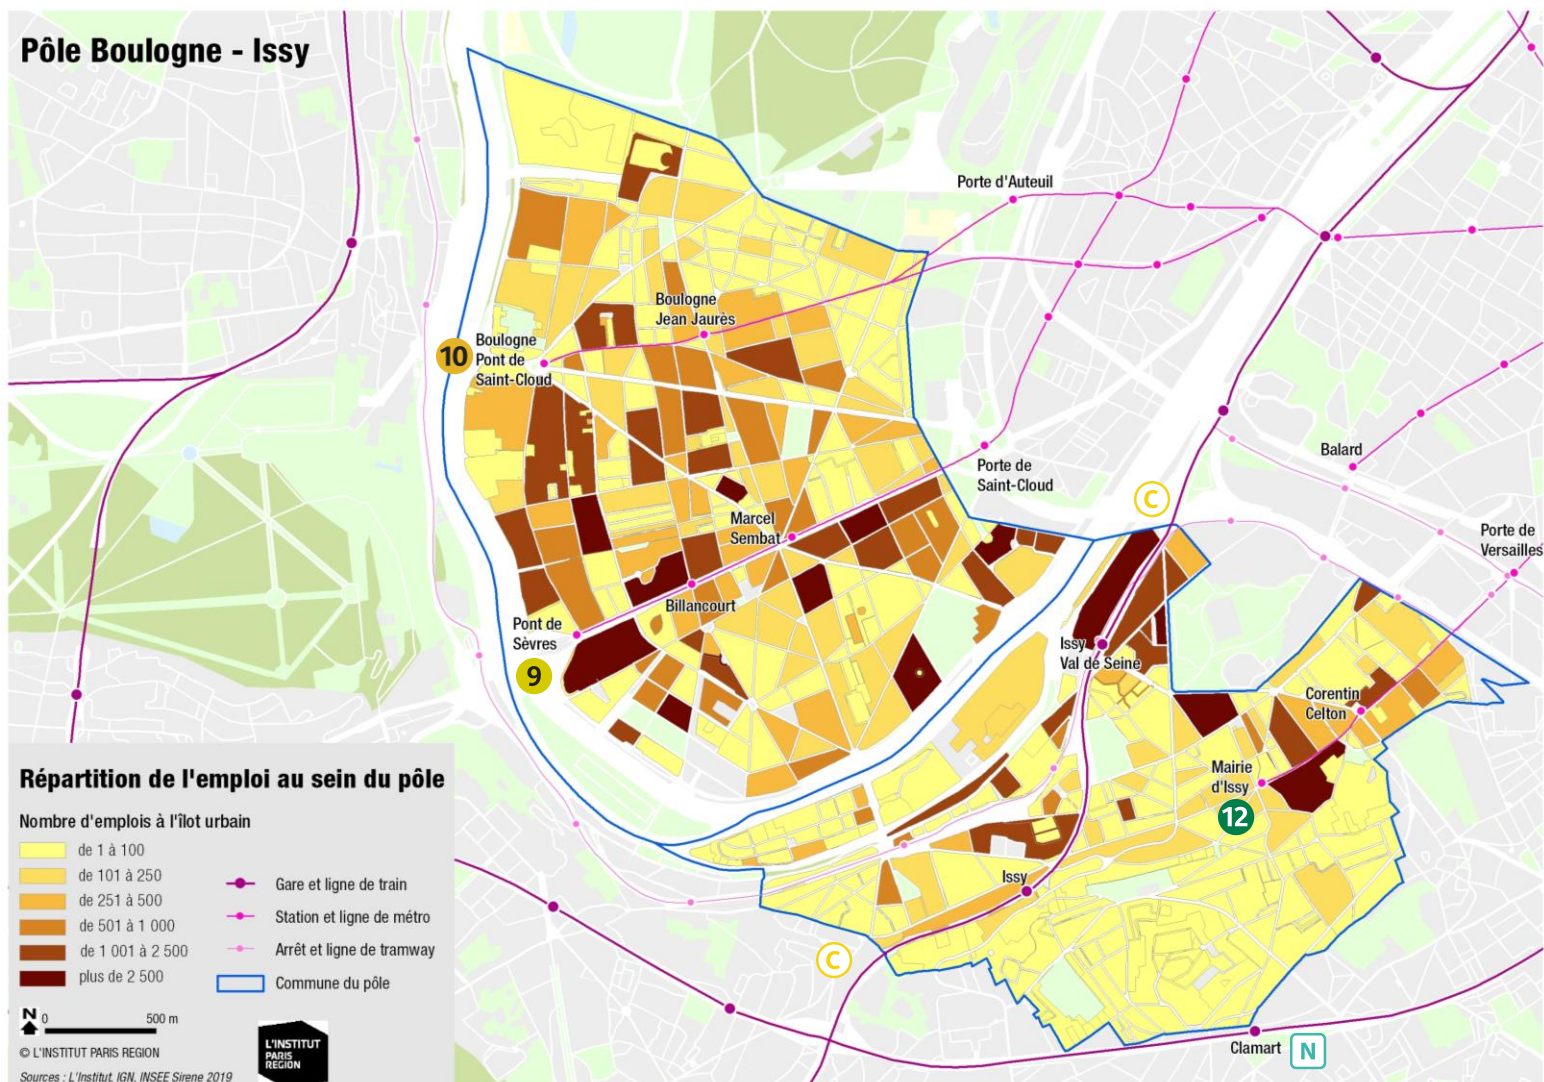 Pôle Boulogne - Issy
Porte d'Auteuil
Boulogne
Jean Jaurès
10
Boulogne
Pont de
Saint-Cloud
Porte de
Saint-Cloud
Balard
C
Porte de
Versailles
Marcel
Sembat
Billancourt
Pont de
Sèvres
9
Issy
Val de Seine
Corentin
Celton
Mairie
d'Issy
12
Issy
C
Clamart
N
Répartition de l'emploi au sein du pôle
Nombre d'emplois à l'îlot urbain
de 1 à 100
de 101 à 250
de 251 à 500
de 501 à 1 000
de 1 001 à 2 500
plus de 2 500
Gare et ligne de train
Station et ligne de métro
Arrêt et ligne de tramway
Commune du pôle
N
0 500 m
© L'INSTITUT PARIS REGION
Sources : L'Institut, IGN, INSEE Sirene 2019
L'INSTITUT
PARIS
REGION